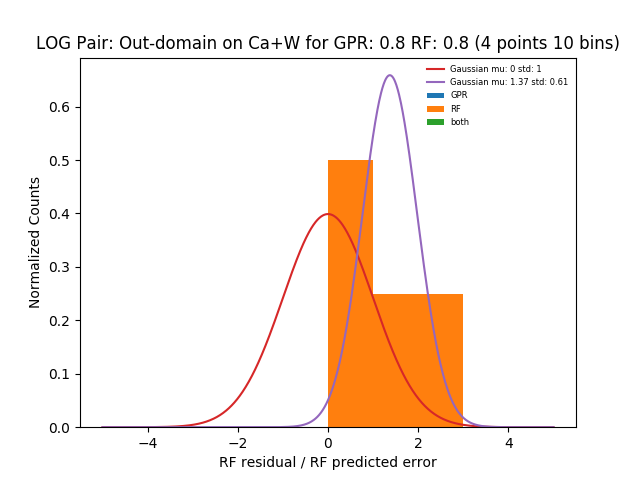 LOG Pair: Out-domain on Ca+W for GPR: 0.8 RF: 0.8 (4 points 10 bins)
Gaussian mu: 0 std: 1
Gaussian mu: 1.37 std: 0.61
GPR
RF
both
Normalized Counts
0.6
0.5
0.4
0.3
0.2
0.1
0.0
−4 −2 0 2 4
RF residual / RF predicted error